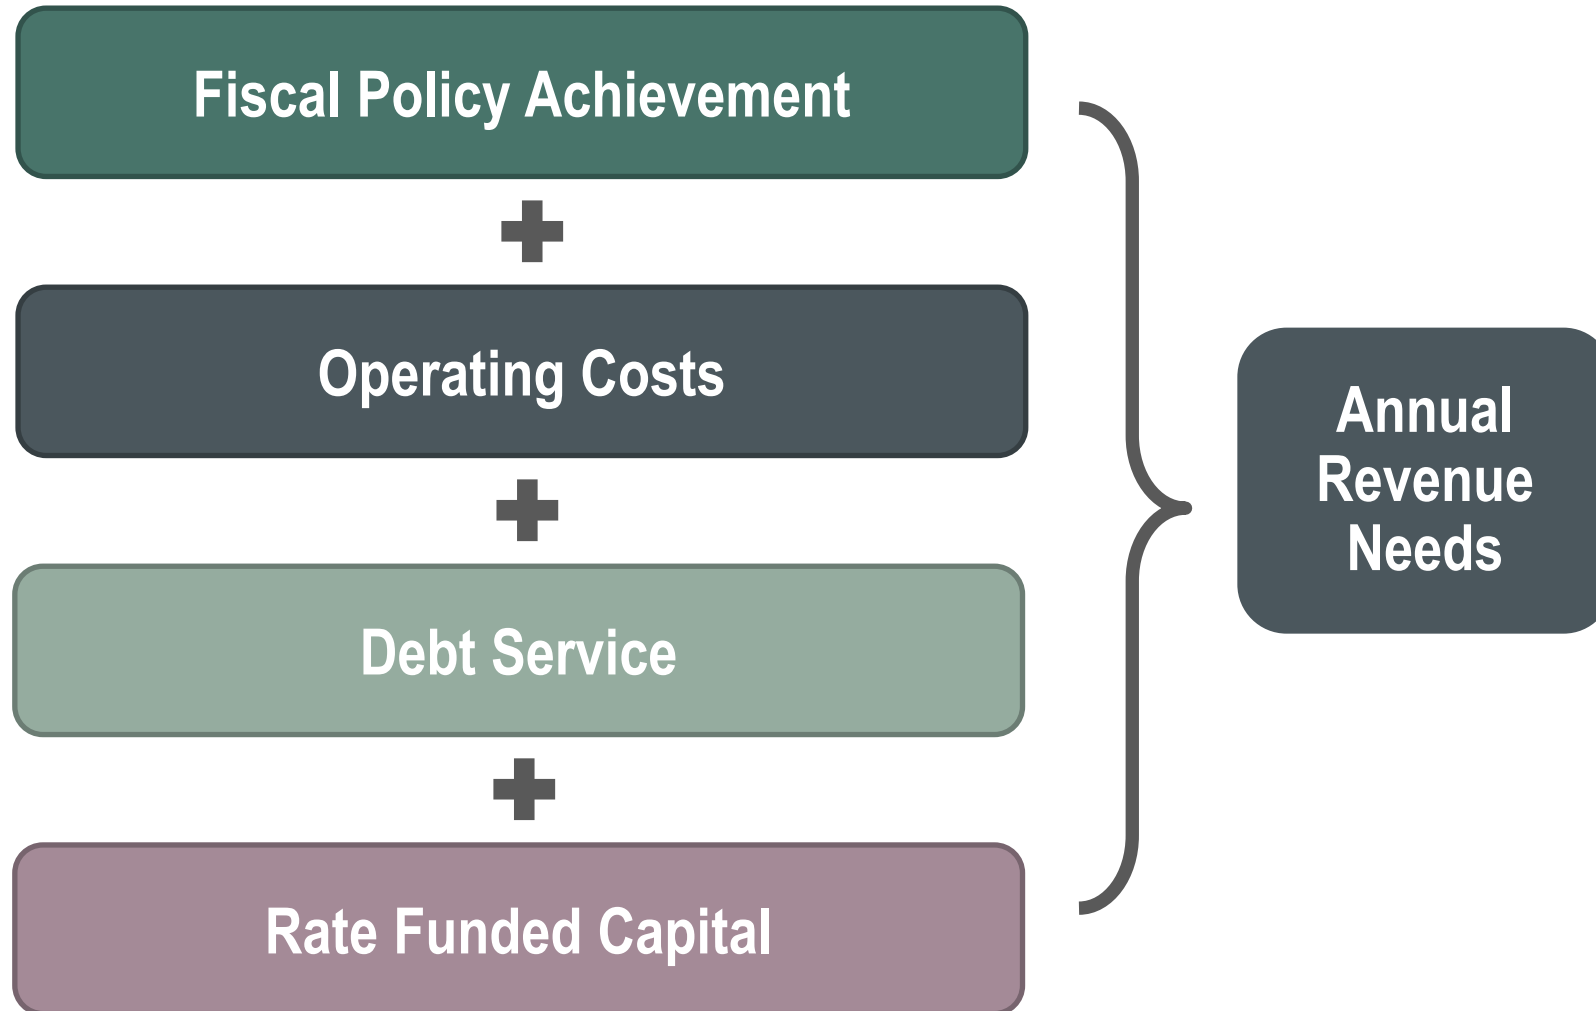 Fiscal Policy Achievement
Operating Costs
Debt Service
Rate Funded Capital
Annual
Revenue
Needs